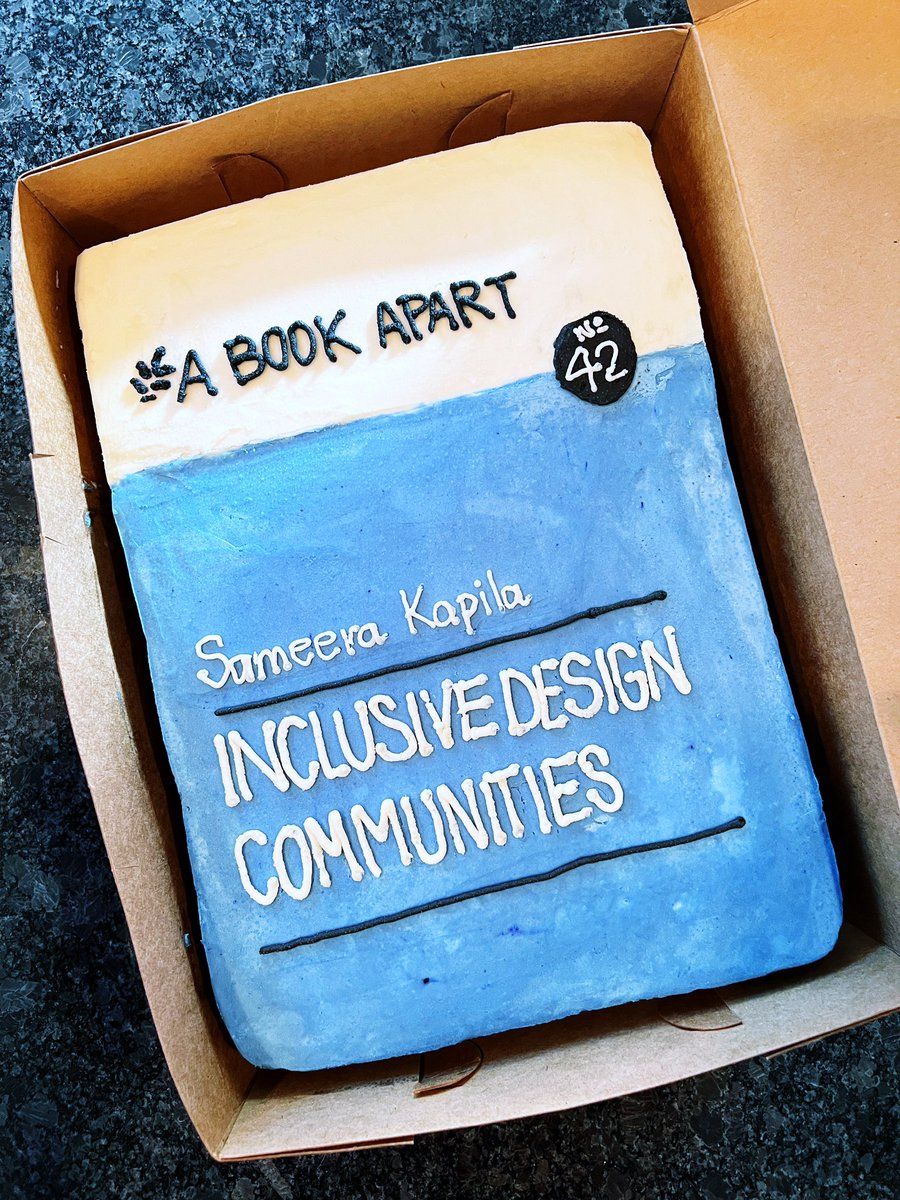 A BOOK APART
No
42
Sameera Kapila
INCLUSIVE DESIGN
COMMUNITIES